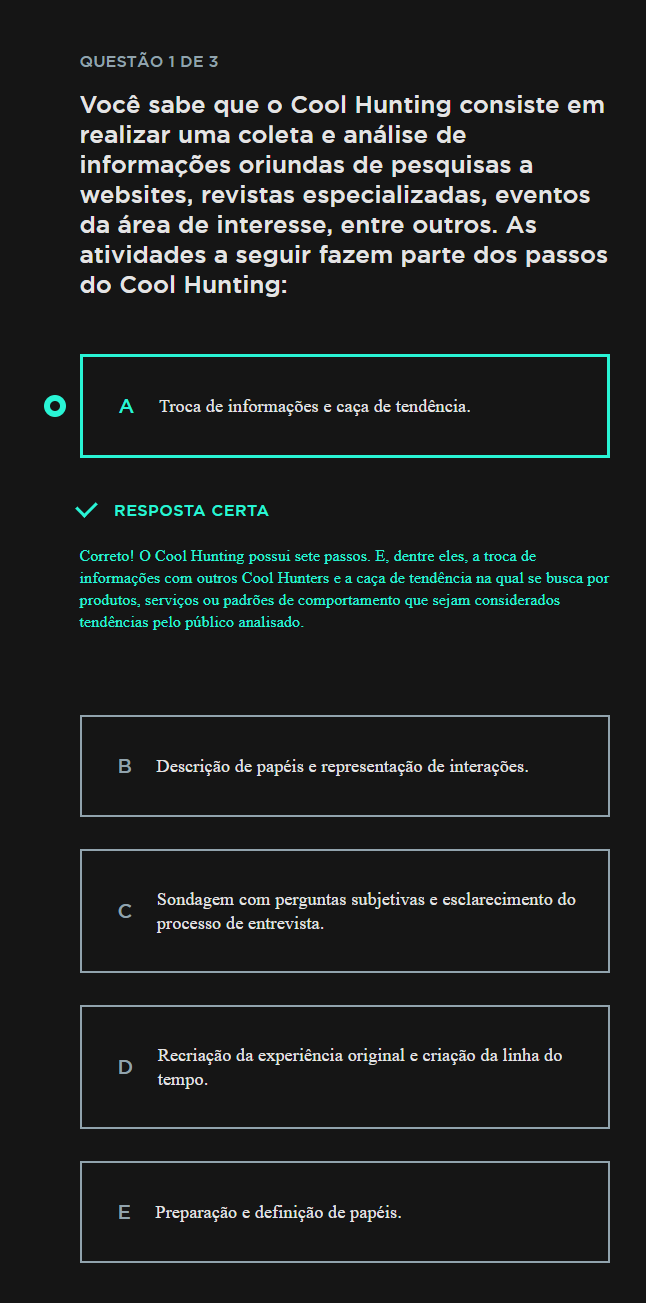 QUESTÃO 1 DE 3
Você sabe que o Cool Hunting consiste em
realizar uma coleta e análise de
informações oriundas de pesquisas a
websites, revistas especializadas, eventos
da área de interesse, entre outros. As
atividades a seguir fazem parte dos passos
do Cool Hunting:
A Troca de informações e caça de tendência.
RESPOSTA CERTA
Correto! O Cool Hunting possui sete passos. E, dentre eles, a troca de
informações com outros Cool Hunters e a caça de tendência na qual se busca por
produtos, serviços ou padrões de comportamento que sejam considerados
tendências pelo público analisado.
B Descrição de papéis e representação de interações.
C Sondagem com perguntas subjetivas e esclarecimento do
processo de entrevista.
D Recriação da experiência original e criação da linha do
tempo.
E Preparação e definição de papéis.